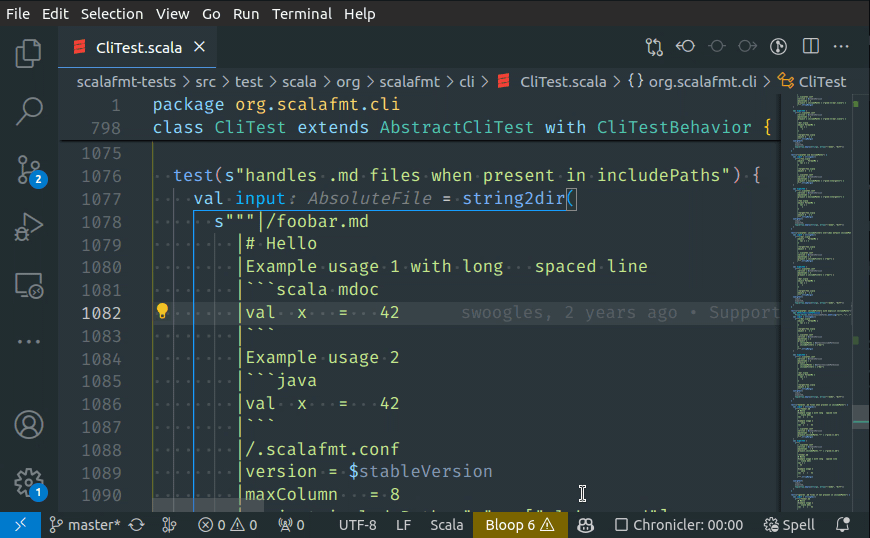 File Edit Selection View Go Run Terminal Help
CliTest.scala
scalafmt-tests > src > test > scala > org > scalafmt > cli > CliTest.scala > {} org.scalafmt.cli > CliTest
1 package org.scalafmt.cli
798 class CliTest extends AbstractCliTest with CliTestBehavior {
1075
1076 test(s"handles .md files when present in includePaths") {
1077 val input: AbsoluteFile = string2dir(
1078 s"""|/foobar.md
1079 |# Hello
1080 |Example usage 1 with long   spaced line
1081 |```scala mdoc
1082 |val  x   =   42 swoogles, 2 years ago • Support
1083 |```
1084 |Example usage 2
1085 |```java
1086 |val  x   =   42
1087 |```
1088 |/.scalafmt.conf
1089 |version = $stableVersion
1090 |maxColumn   = 8
2
1
master* 0 0 0 UTF-8 LF Scala Bloop 6 Chronicler: 00:00 Spell